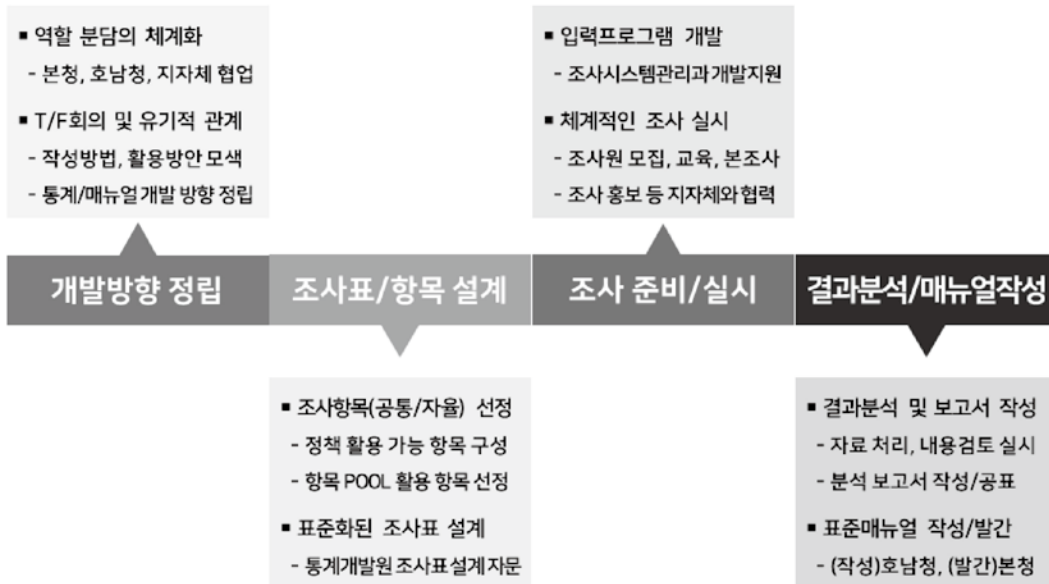 ▪ 역할 분담의 체계화
- 본청, 호남청, 지자체 협업
▪ T/F회의 및 유기적 관계
- 작성방법, 활용방안 모색
- 통계/매뉴얼 개발 방향 정립
▪ 입력프로그램 개발
- 조사시스템관리과 개발지원
▪ 체계적인 조사 실시
- 조사원 모집, 교육, 본조사
- 조사 홍보 등 지자체와 협력
개발방향 정립
조사표/항목 설계
조사 준비/실시
결과분석/매뉴얼작성
▪ 조사항목(공통/자율) 선정
- 정책 활용 가능 항목 구성
- 항목 POOL 활용 항목 선정
▪ 표준화된 조사표 설계
- 통계개발원 조사표 설계 자문
▪ 결과분석 및 보고서 작성
- 자료 처리, 내용검토 실시
- 분석 보고서 작성/공표
▪ 표준매뉴얼 작성/발간
- (작성)호남청, (발간)본청